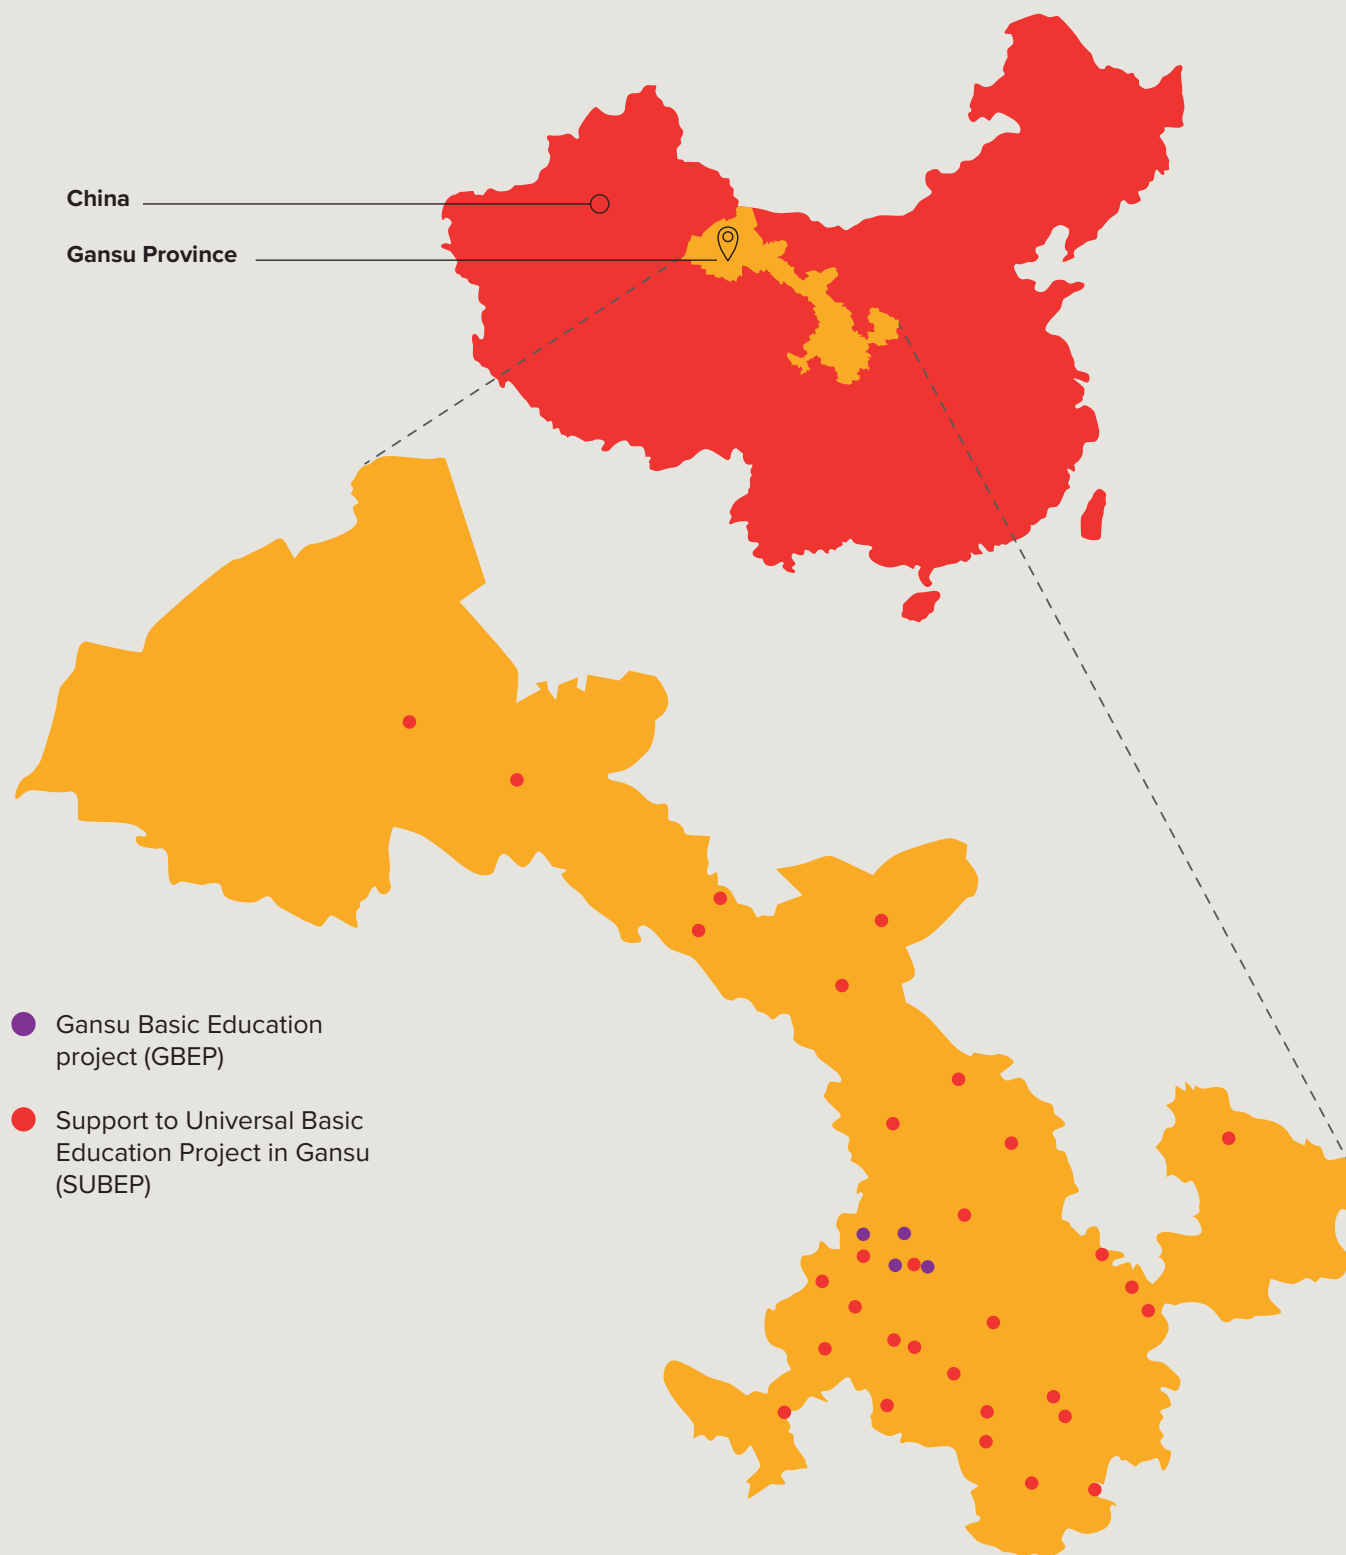 China
Gansu Province
Gansu Basic Education
project (GBEP)
Support to Universal Basic
Education Project in Gansu
(SUBEP)